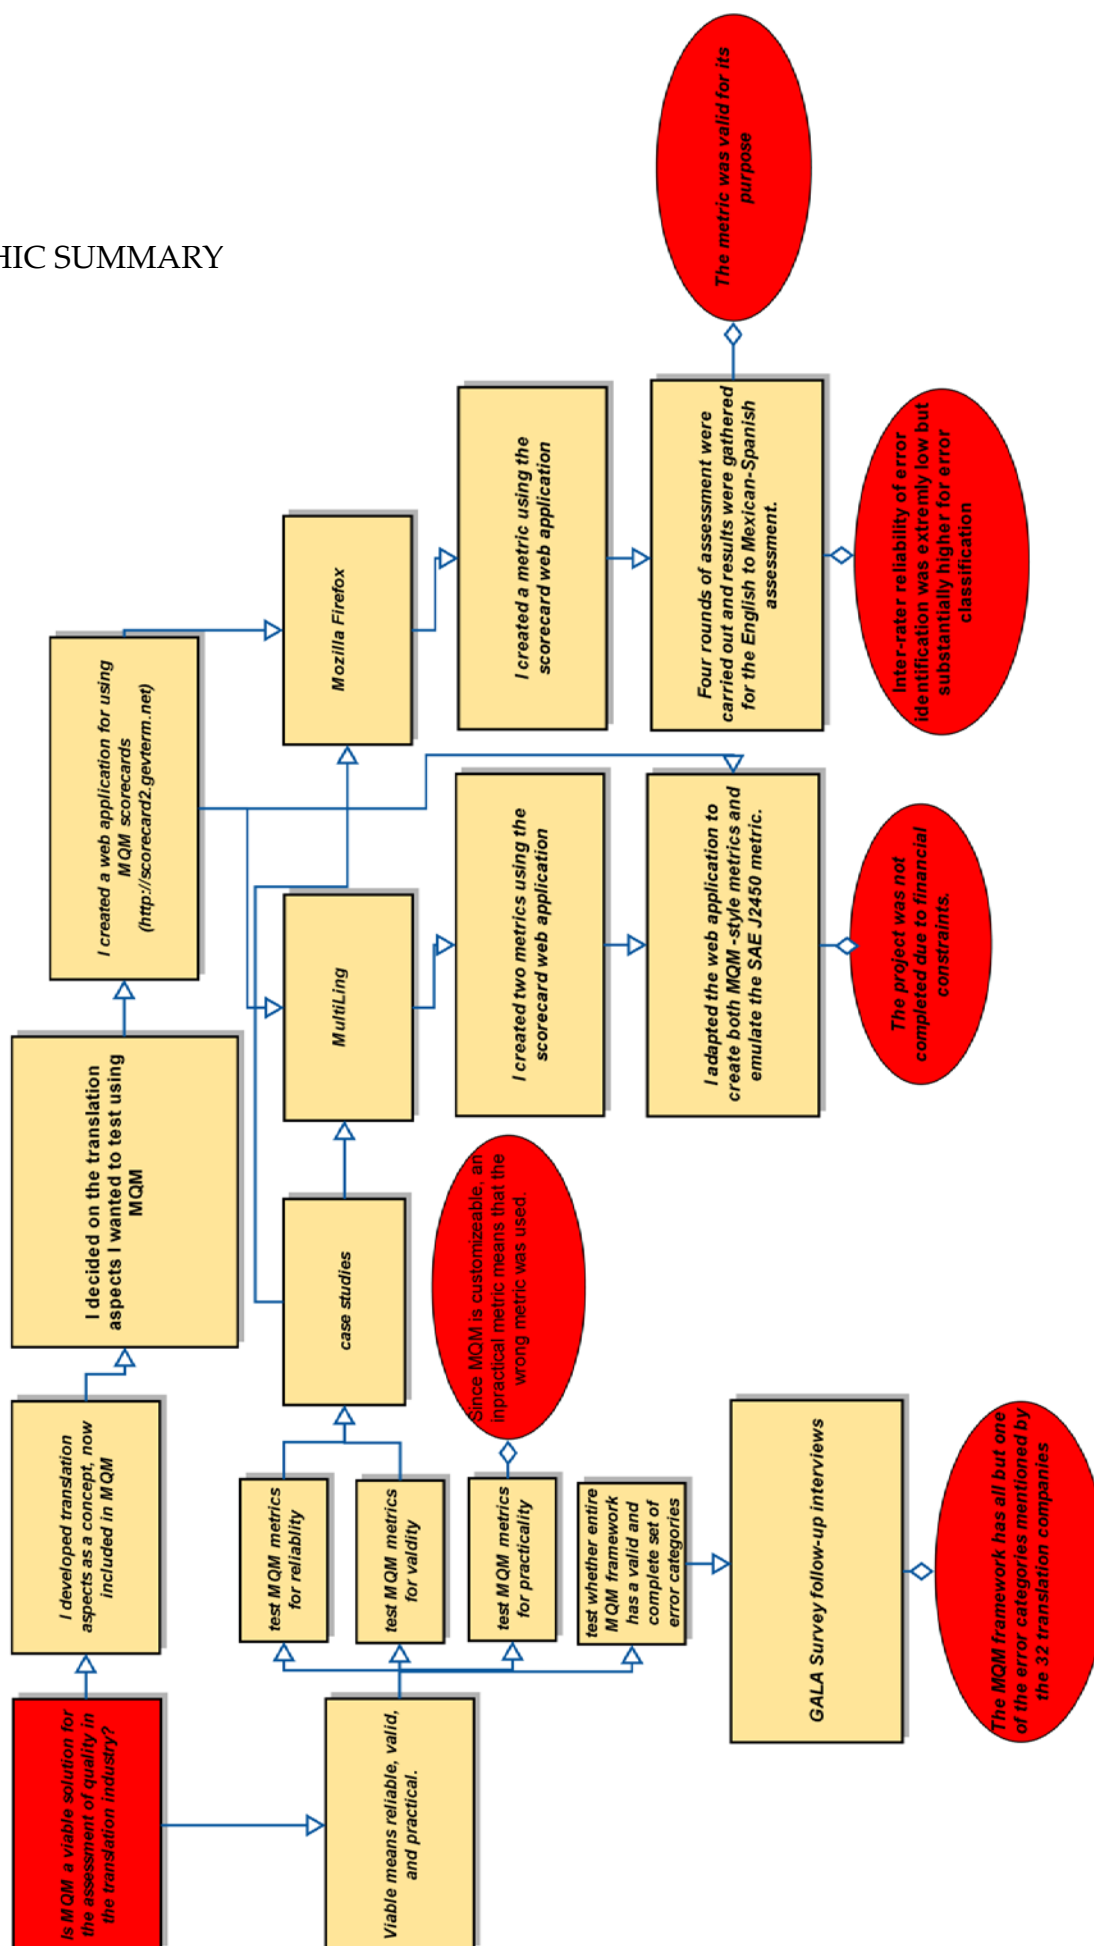 HIC SUMMARY
Is MQM a viable solution for
the assessment of quality in
the translation industry?
I developed translation
aspects as a concept, now
included in MQM
I decided on the translation
aspects I wanted to test using
MQM
I created a web application for using
MQM scorecards
(http://scorecard2.gevterm.net)
Viable means reliable, valid,
and practical.
test MQM metrics
for reliablity
test MQM metrics
for valdity
test MQM metrics
for practicality
test whether entire
MQM framework
has a valid and
complete set of
error categories
case studies
Since MQM is customizeable, an
inpractical metric means that the
wrong metric was used.
MultiLing
Mozilla Firefox
I created two metrics using the
scorecard web application
I created a metric using the
scorecard web application
I adapted the web application to
create both MQM -style metrics and
emulate the SAE J2450 metric.
Four rounds of assessment were
carried out and results were gathered
for the English to Mexican-Spanish
assessment.
The metric was valid for its
purpose
GALA Survey follow-up interviews
The MQM framework has all but one
of the error categories mentioned by
the 32 translation companies
The project was not
completed due to financial
constraints.
Inter-rater reliability of error
identification was extremly low but
substantially higher for error
classification